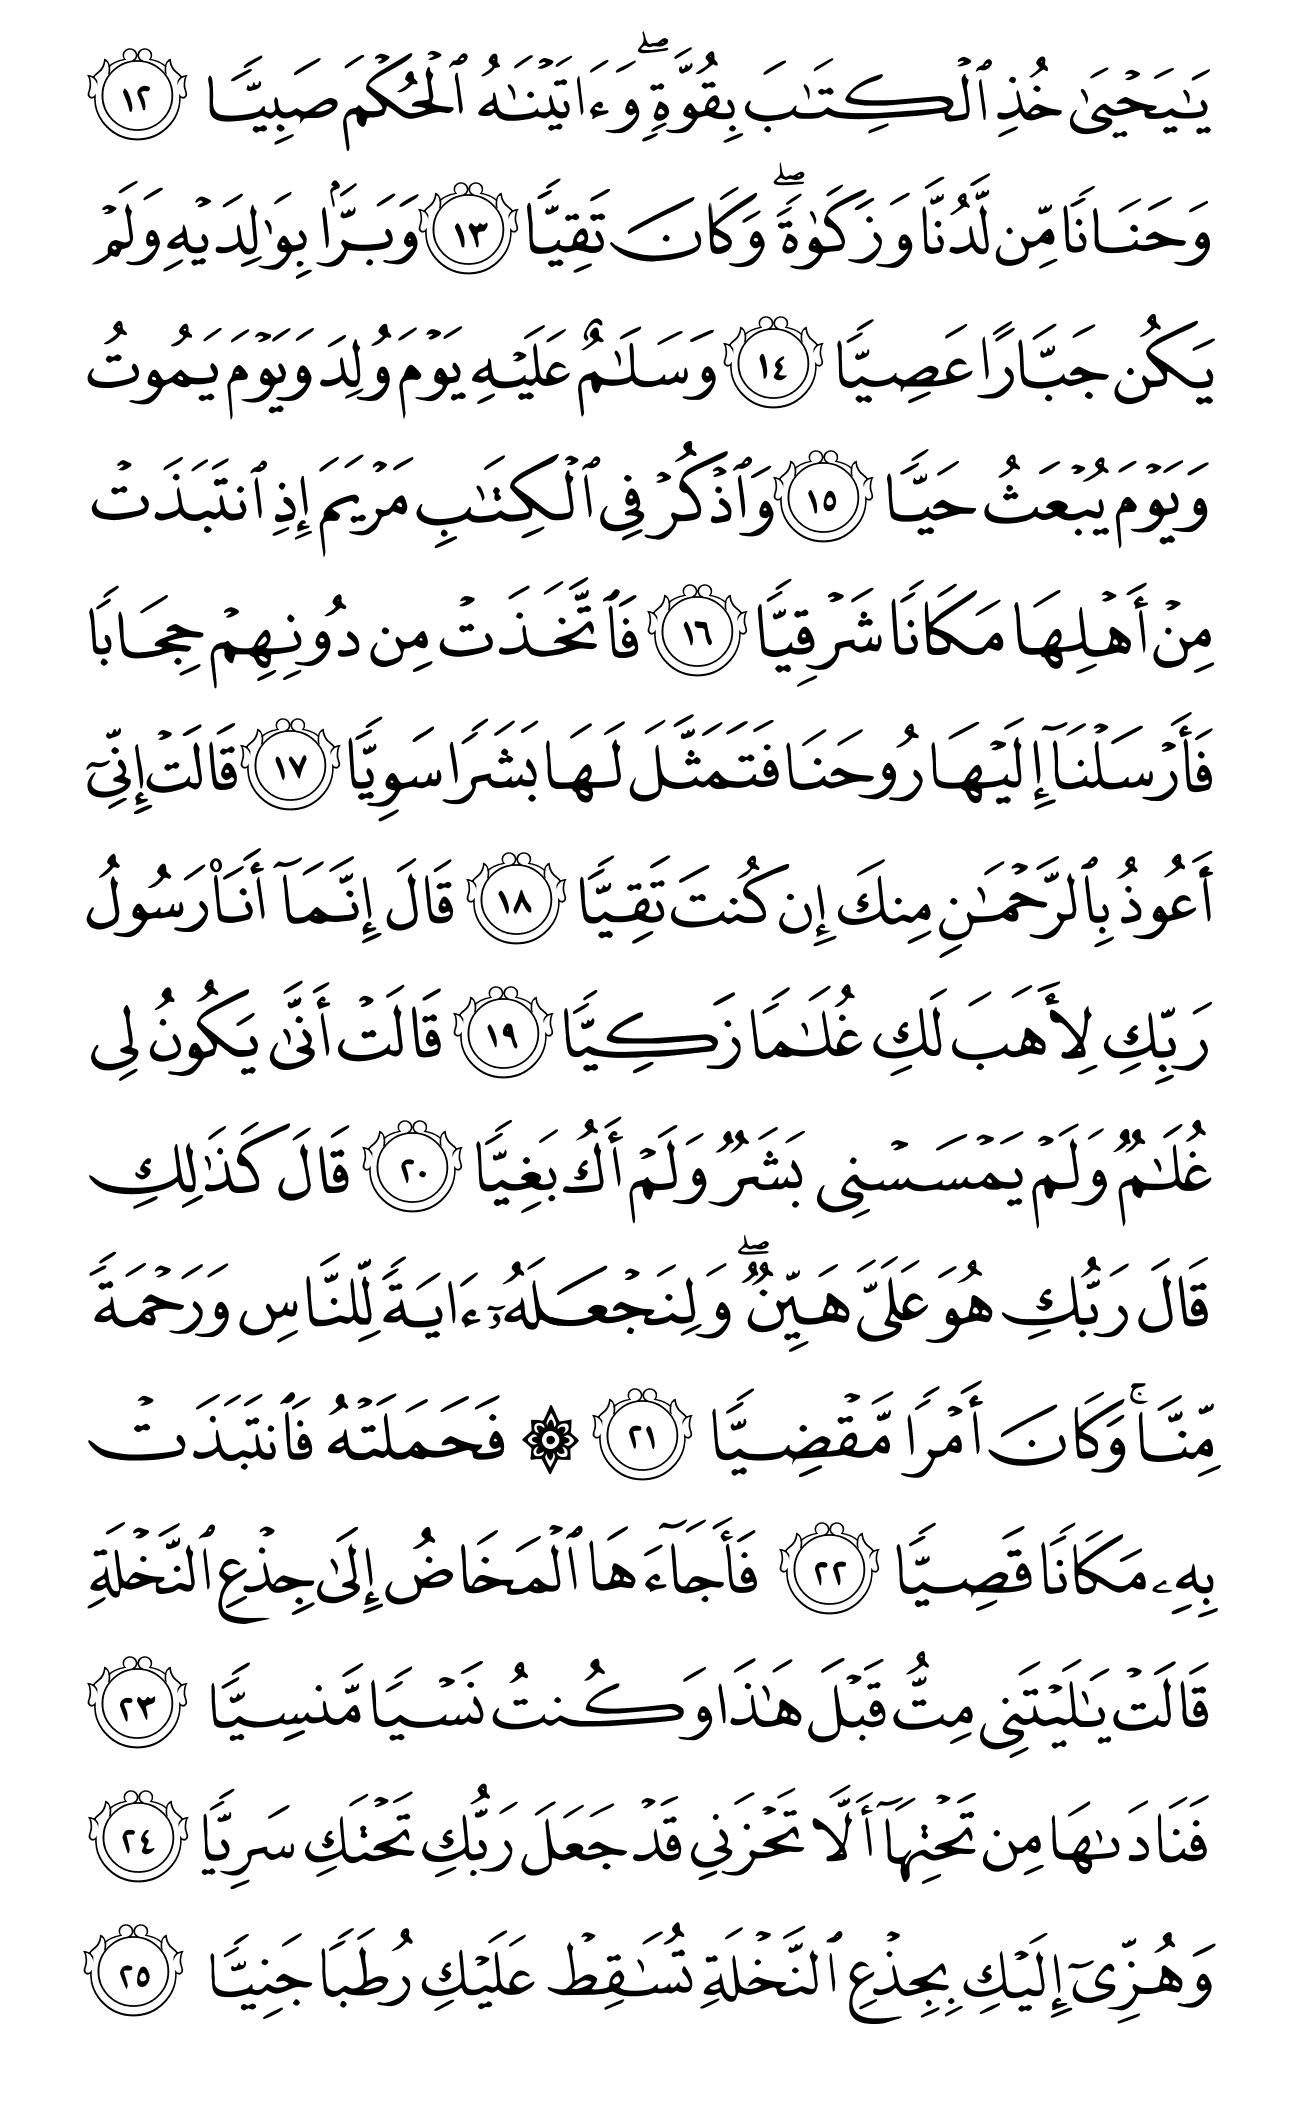 يَـٰيَحۡيَىٰ خُذِ ٱلۡكِتَـٰبَ بِقُوَّةٖۖ وَءَاتَيۡنَـٰهُ ٱلۡحُكۡمَ صَبِيّٗا ١٢
وَحَنَانٗا مِّن لَّدُنَّا وَزَكَوٰةٗۖ وَكَانَ تَقِيّٗا ١٣ وَبَرَّۢا بِوَٰلِدَيۡهِ وَلَمۡ
يَكُن جَبَّارًا عَصِيّٗا ١٤ وَسَلَـٰمٌ عَلَيۡهِ يَوۡمَ وُلِدَ وَيَوۡمَ يَمُوتُ
وَيَوۡمَ يُبۡعَثُ حَيّٗا ١٥ وَٱذۡكُرۡ فِي ٱلۡكِتَـٰبِ مَرۡيَمَ إِذِ ٱنتَبَذَتۡ
مِنۡ أَهۡلِهَا مَكَانٗا شَرۡقِيّٗا ١٦ فَٱتَّخَذَتۡ مِن دُونِهِمۡ حِجَابٗا
فَأَرۡسَلۡنَآ إِلَيۡهَا رُوحَنَا فَتَمَثَّلَ لَهَا بَشَرٗا سَوِيّٗا ١٧ قَالَتۡ إِنِّيٓ
أَعُوذُ بِٱلرَّحۡمَـٰنِ مِنكَ إِن كُنتَ تَقِيّٗا ١٨ قَالَ إِنَّمَآ أَنَا۠ رَسُولُ
رَبِّكِ لِأَهَبَ لَكِ غُلَـٰمٗا زَكِيّٗا ١٩ قَالَتۡ أَنَّىٰ يَكُونُ لِي
غُلَـٰمٞ وَلَمۡ يَمۡسَسۡنِي بَشَرٞ وَلَمۡ أَكُ بَغِيّٗا ٢٠ قَالَ كَذَٰلِكِ
قَالَ رَبُّكِ هُوَ عَلَيَّ هَيِّنٞۖ وَلِنَجۡعَلَهُۥٓ ءَايَةٗ لِّلنَّاسِ وَرَحۡمَةٗ
مِّنَّاۚ وَكَانَ أَمۡرٗا مَّقۡضِيّٗا ٢١ ۞ فَحَمَلَتۡهُ فَٱنتَبَذَتۡ
بِهِۦ مَكَانٗا قَصِيّٗا ٢٢ فَأَجَآءَهَا ٱلۡمَخَاضُ إِلَىٰ جِذۡعِ ٱلنَّخۡلَةِ
قَالَتۡ يَـٰلَيۡتَنِي مِتُّ قَبۡلَ هَـٰذَا وَكُنتُ نَسۡيٗا مَّنسِيّٗا ٢٣
فَنَادَىٰهَا مِن تَحۡتِهَآ أَلَّا تَحۡزَنِي قَدۡ جَعَلَ رَبُّكِ تَحۡتَكِ سَرِيّٗا ٢٤
وَهُزِّيٓ إِلَيۡكِ بِجِذۡعِ ٱلنَّخۡلَةِ تُسَـٰقِطۡ عَلَيۡكِ رُطَبٗا جَنِيّٗا ٢٥